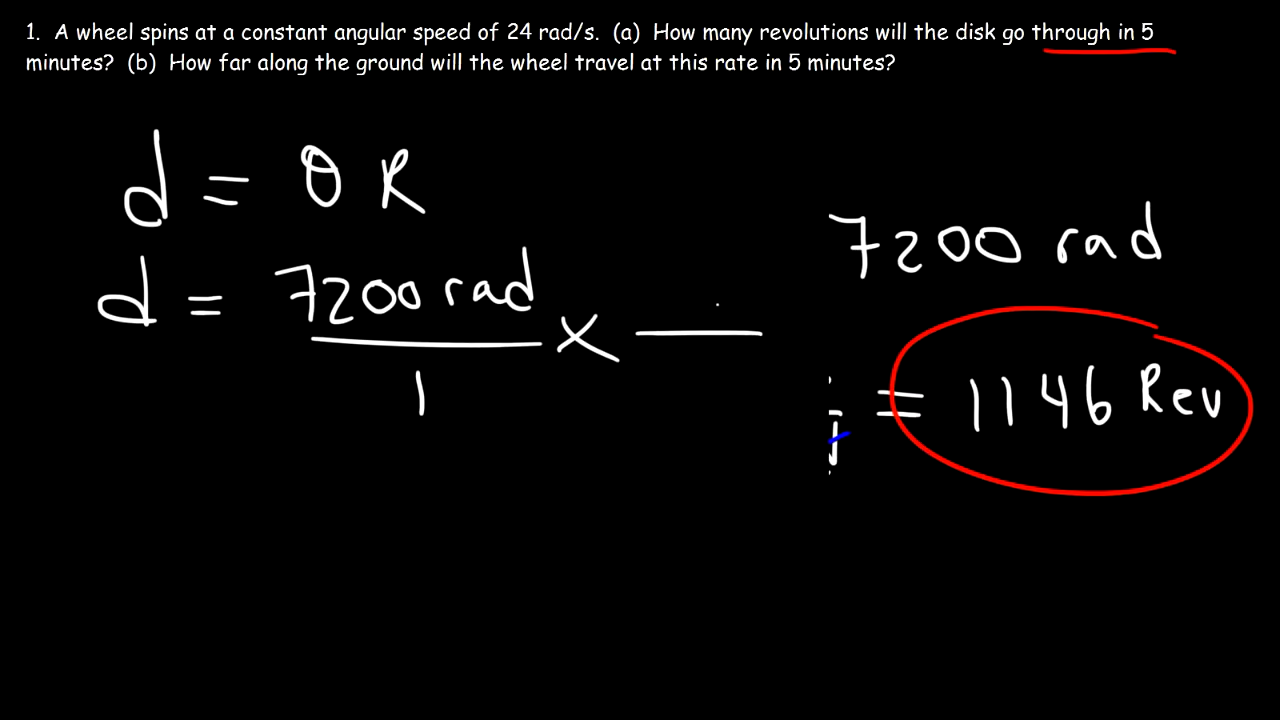 1. A wheel spins at a constant angular speed of 24 rad/s. (a) How many revolutions will the disk go through in 5
minutes? (b) How far along the ground will the wheel travel at this rate in 5 minutes?
d = θ R
7200 rad
d = 7200 rad / 1 ×
= 1146 Rev